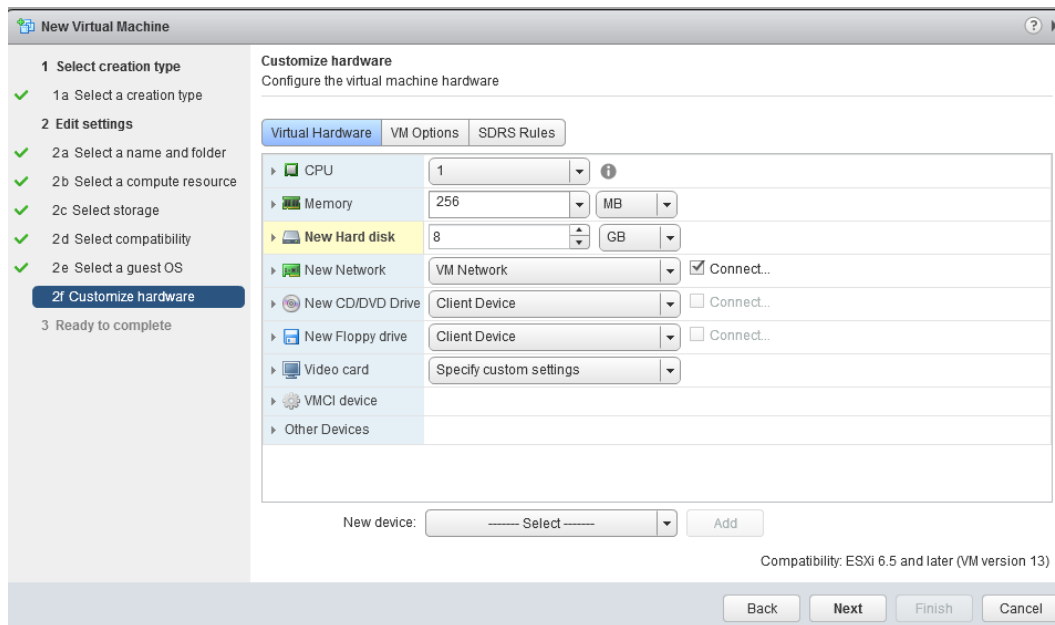 New Virtual Machine
?
1 Select creation type
1a Select a creation type
2 Edit settings
2a Select a name and folder
2b Select a compute resource
2c Select storage
2d Select compatibility
2e Select a guest OS
2f Customize hardware
3 Ready to complete
Customize hardware
Configure the virtual machine hardware
Virtual Hardware VM Options SDRS Rules
CPU 1
Memory 256 MB
New Hard disk 8 GB
New Network VM Network Connect...
New CD/DVD Drive Client Device Connect...
New Floppy drive Client Device Connect...
Video card Specify custom settings
VMCI device
Other Devices
New device: ------- Select ------- Add
Compatibility: ESXi 6.5 and later (VM version 13)
Back Next Finish Cancel